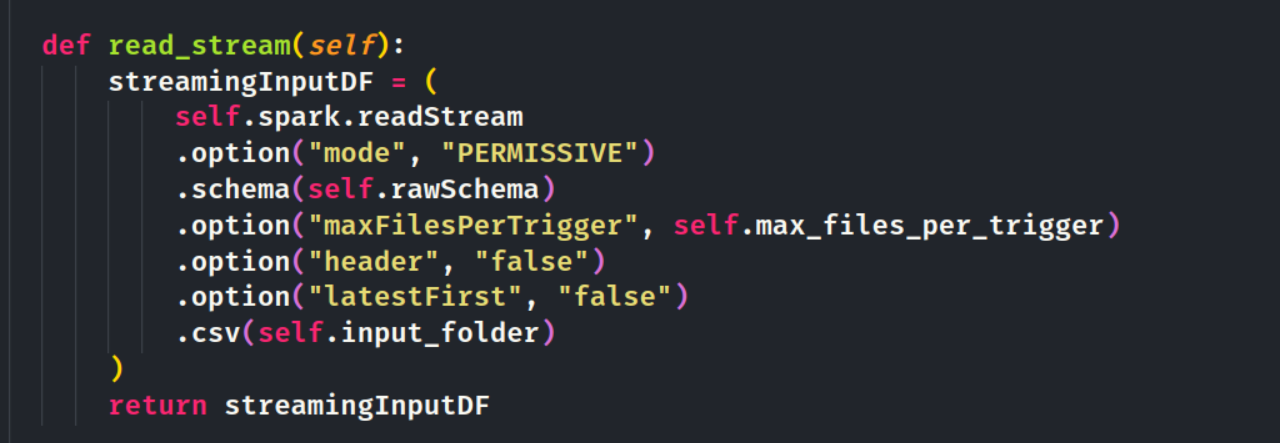 def read_stream(self):
    streamingInputDF = (
        self.spark.readStream
        .option("mode", "PERMISSIVE")
        .schema(self.rawSchema)
        .option("maxFilesPerTrigger", self.max_files_per_trigger)
        .option("header", "false")
        .option("latestFirst", "false")
        .csv(self.input_folder)
    )
    return streamingInputDF